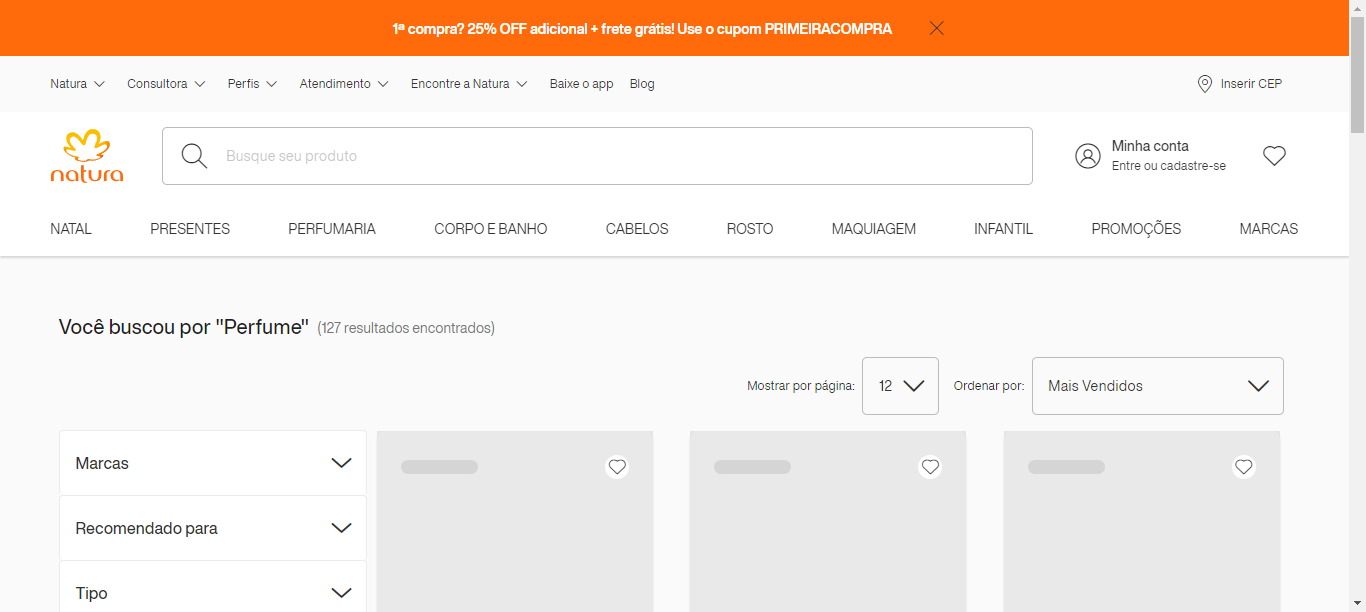 1ª compra? 25% OFF adicional + frete grátis! Use o cupom PRIMEIRACOMPRA
Natura Consultora Perfis Atendimento Encontre a Natura Baixe o app Blog Inserir CEP
natura
Busque seu produto
Minha conta
Entre ou cadastre-se
NATAL PRESENTES PERFUMARIA CORPO E BANHO CABELOS ROSTO MAQUIAGEM INFANTIL PROMOÇÕES MARCAS
Você buscou por "Perfume" (127 resultados encontrados)
Mostrar por página: 12 Ordenar por: Mais Vendidos
Marcas
Recomendado para
Tipo